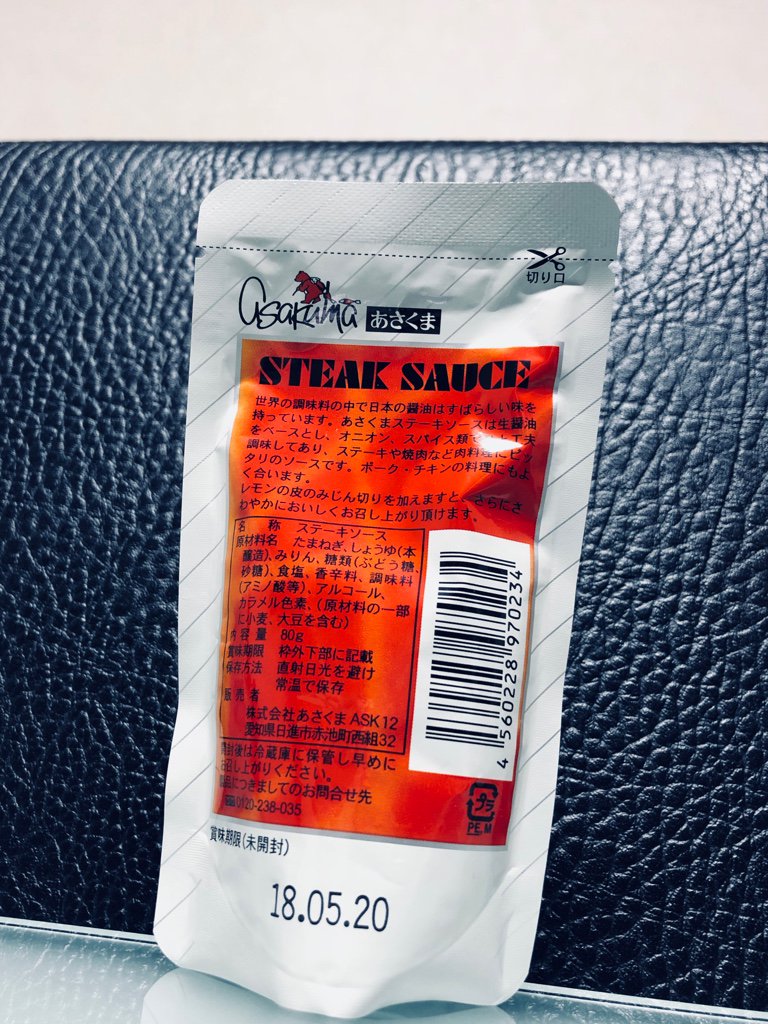 切り口
asakuma あさくま
STEAK SAUCE
世界の調味料の中で日本の醬油はすばらしい味を
持っています。あさくまステーキソースは生醬油
をベースとし、オニオン、スパイス類で 工夫
調味してあり、ステーキや焼肉など肉料理にピッ
タリのソースです。ポーク・チキンの料理にもよ
く合います。
レモンの皮のみじん切りを加えますと、さらにさ
わやかにおいしくお召し上がり頂けます。
名 称 ステーキソース
原材料名 たまねぎ、しょうゆ(本
醸造)、みりん、糖類(ぶどう糖、
砂糖)、食塩、香辛料、調味料
(アミノ酸等)、アルコール、
カラメル色素、(原材料の一部
に小麦、大豆を含む)
内容量 80g
賞味期限 枠外下部に記載
保存方法 直射日光を避け
常温で保存
販売者
株式会社あさくま ASK12
愛知県日進市赤池町西組32
開封後は冷蔵庫に保管し早めに
お召し上がりください。
製品につきましてのお問合せ先
0120-238-035
4 560228 970234
プラ
PE, M
賞味期限(未開封)
18.05.20